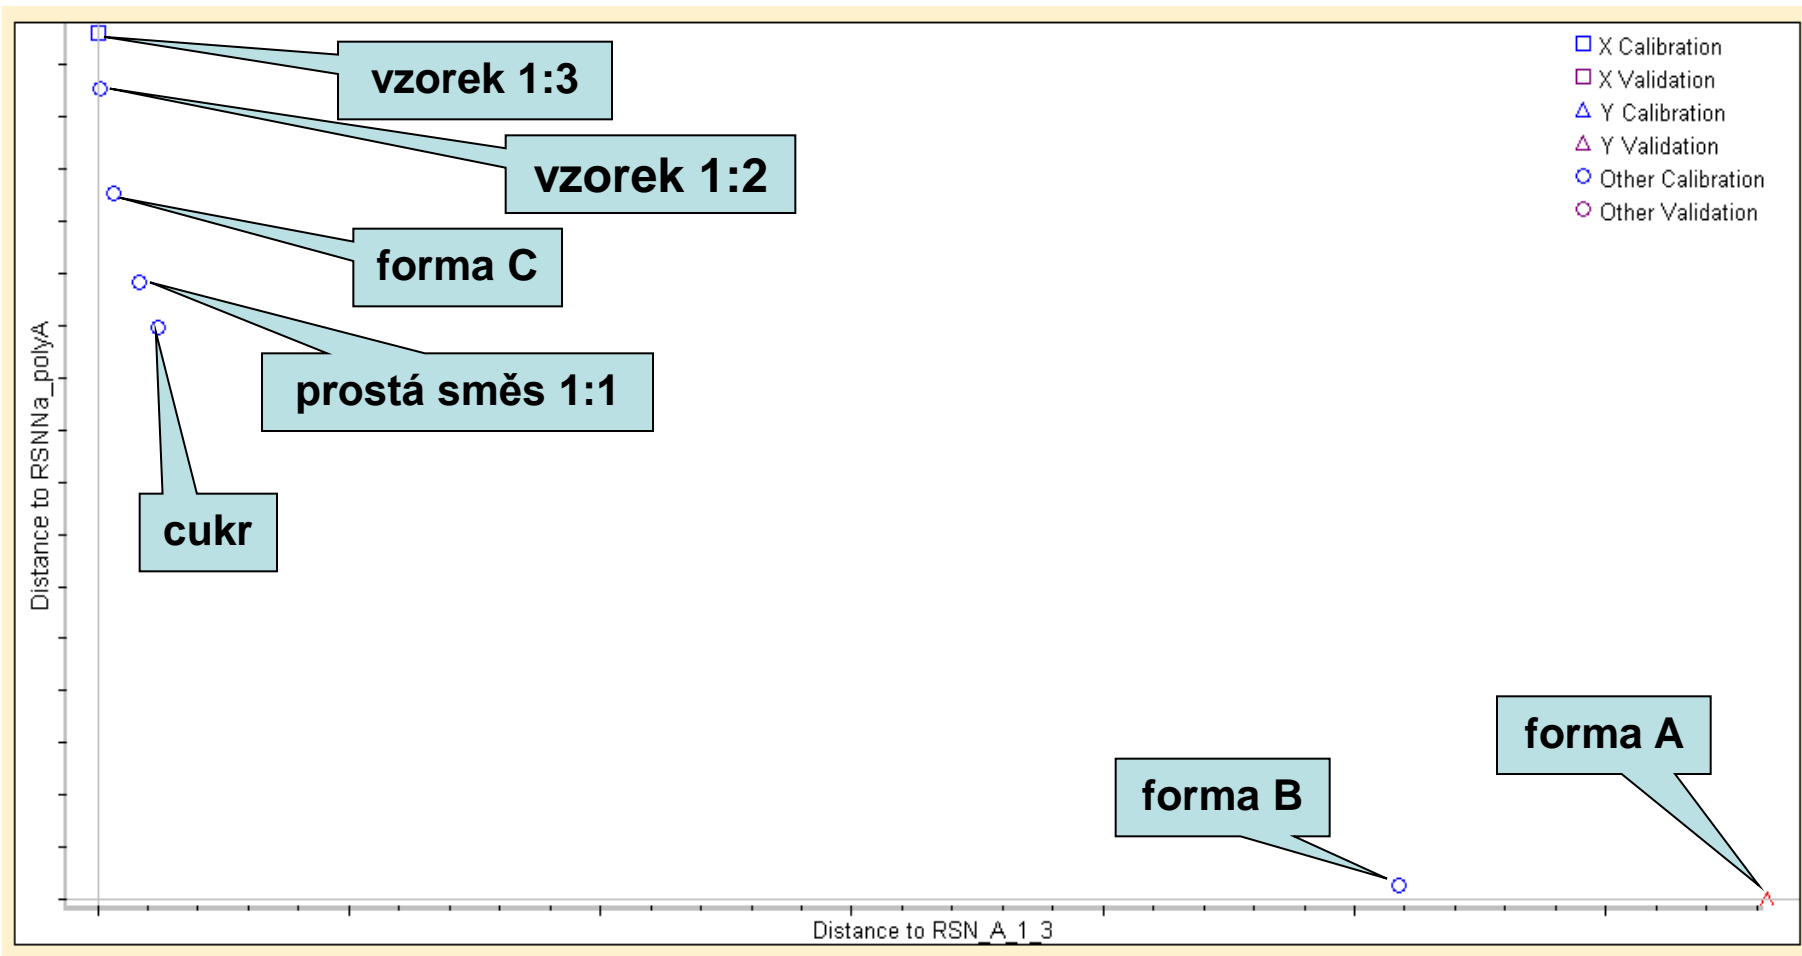 vzorek 1:3
vzorek 1:2
forma C
prostá směs 1:1
cukr
forma B
forma A
X Calibration
X Validation
Y Calibration
Y Validation
Other Calibration
Other Validation
Distance to RSNNa_polyA
Distance to RSN_A_1_3